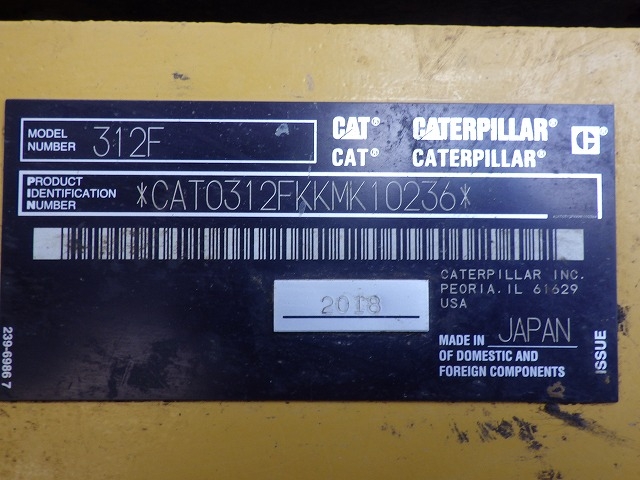 MODEL NUMBER 312F
CAT® CATERPILLAR®
CAT® CATERPILLAR®
PRODUCT IDENTIFICATION NUMBER *CAT0312FKKMK10236*
CATERPILLAR INC.
PEORIA. IL 61629
USA
2018
MADE IN JAPAN
OF DOMESTIC AND
FOREIGN COMPONENTS
ISSUE
239-6986 7